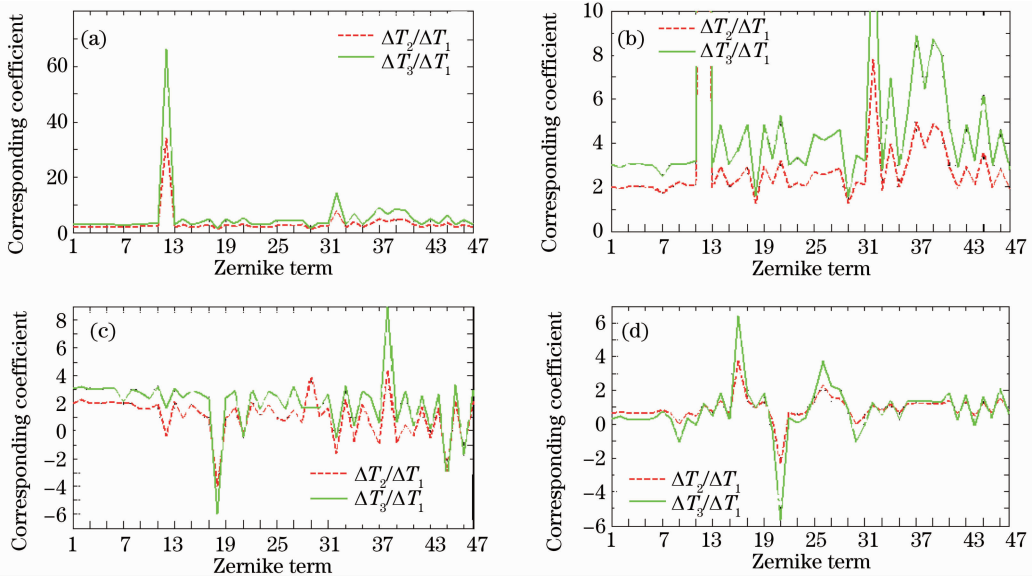 (a)
ΔT₂/ΔT₁
ΔT₃/ΔT₁
Corresponding coefficient
60
40
20
0
1 7 13 19 25 31 37 43 47
Zernike term
(b)
ΔT₂/ΔT₁
ΔT₃/ΔT₁
Corresponding coefficient
10
8
6
4
2
0
1 7 13 19 25 31 37 43 47
Zernike term
(c)
ΔT₂/ΔT₁
ΔT₃/ΔT₁
Corresponding coefficient
8
6
4
2
0
−2
−4
−6
1 7 13 19 25 31 37 43 47
Zernike term
(d)
ΔT₂/ΔT₁
ΔT₃/ΔT₁
Corresponding coefficient
6
4
2
0
2
4
−6
1 7 13 19 25 31 37 43 47
Zernike term